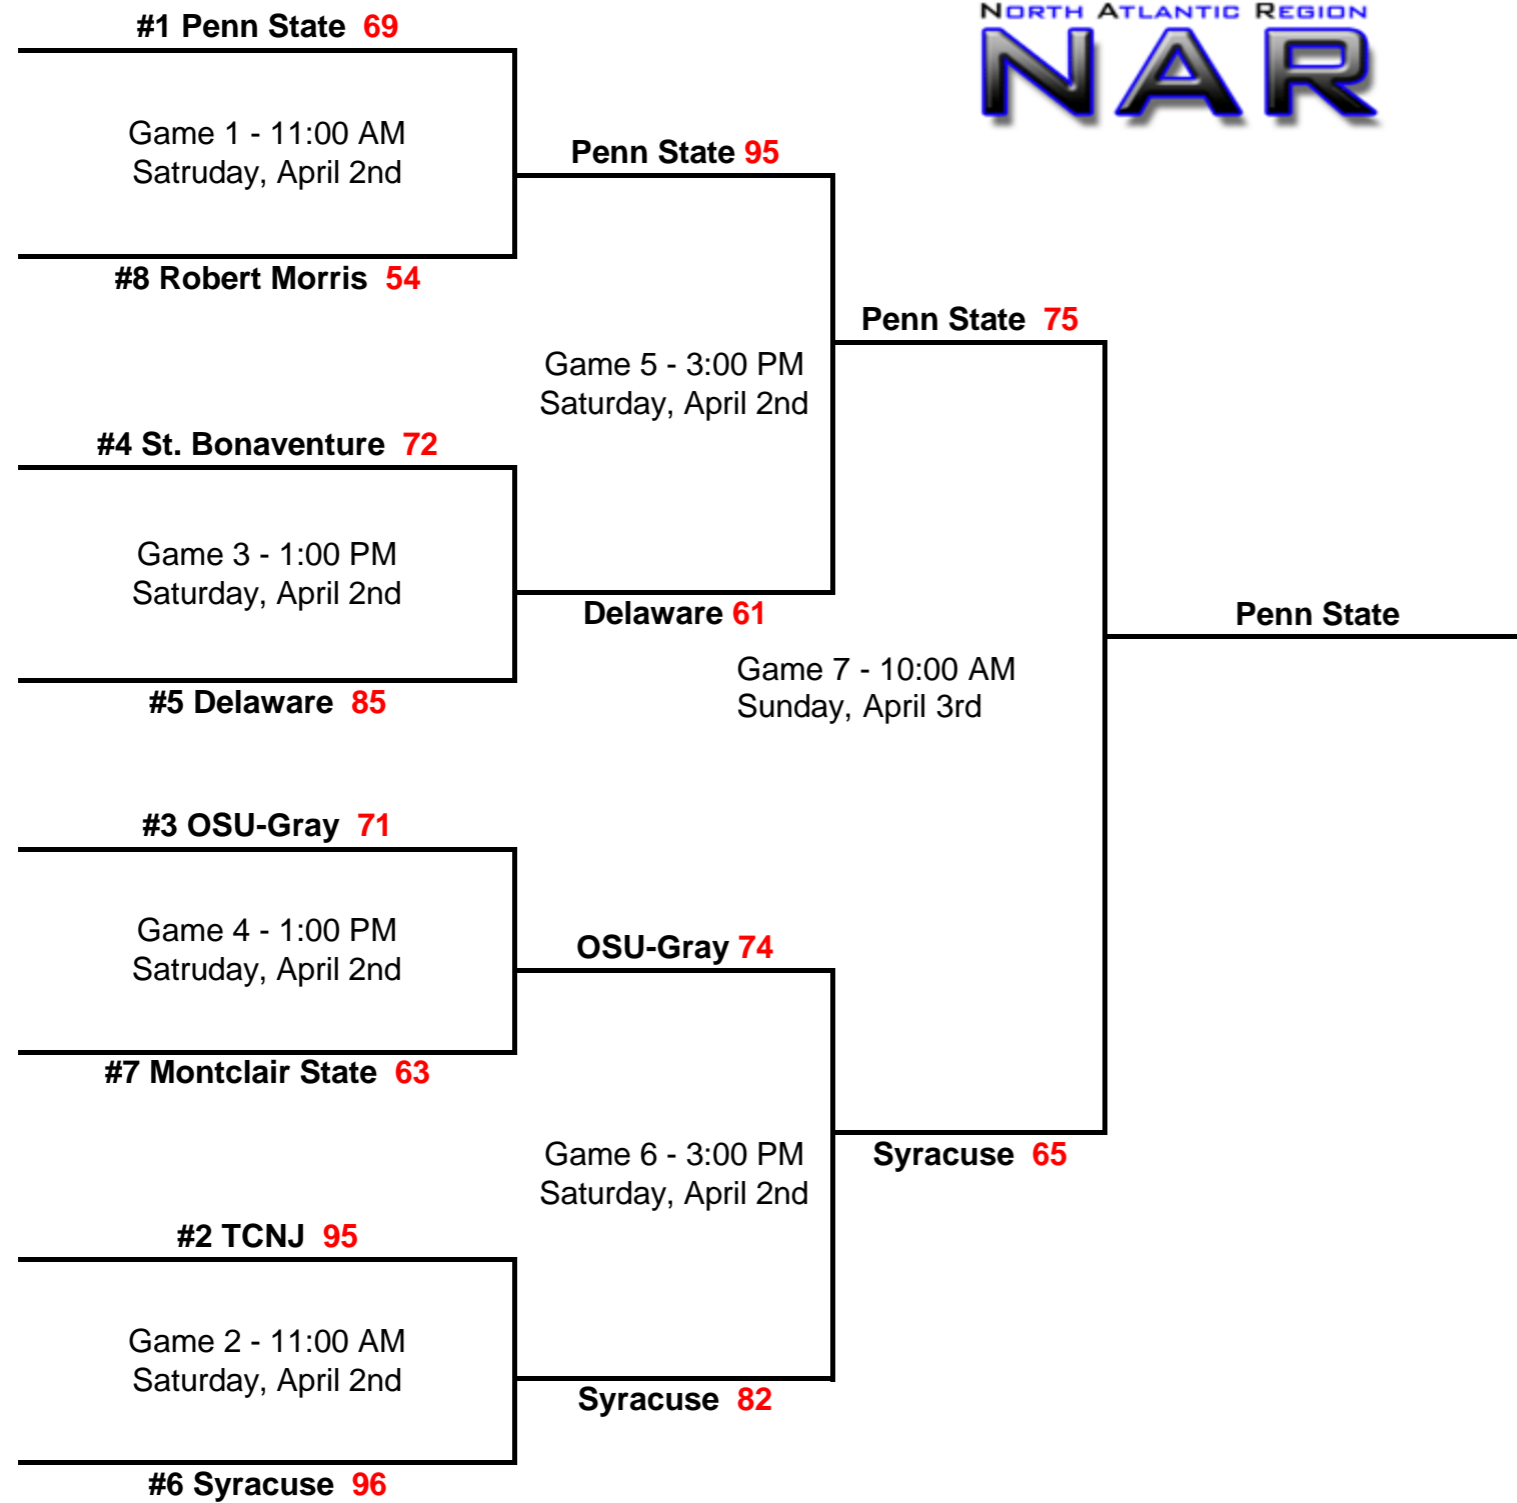 NORTH ATLANTIC REGION
NAR
#1 Penn State 69
Game 1 - 11:00 AM
Satruday, April 2nd
#8 Robert Morris 54
Penn State 95
Game 5 - 3:00 PM
Saturday, April 2nd
#4 St. Bonaventure 72
Game 3 - 1:00 PM
Saturday, April 2nd
#5 Delaware 85
Delaware 61
Penn State 75
Game 7 - 10:00 AM
Sunday, April 3rd
Penn State
#3 OSU-Gray 71
Game 4 - 1:00 PM
Satruday, April 2nd
#7 Montclair State 63
OSU-Gray 74
Game 6 - 3:00 PM
Saturday, April 2nd
Syracuse 65
#2 TCNJ 95
Game 2 - 11:00 AM
Saturday, April 2nd
#6 Syracuse 96
Syracuse 82